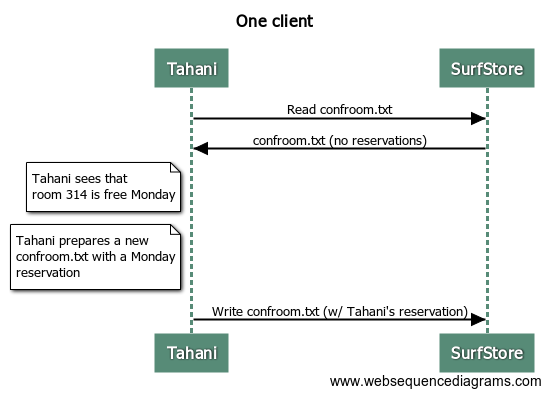 One client
Tahani
SurfStore
Read confroom.txt
confroom.txt (no reservations)
Tahani sees that
room 314 is free Monday
Tahani prepares a new
confroom.txt with a Monday
reservation
Write confroom.txt (w/ Tahani's reservation)
Tahani
SurfStore
www.websequencediagrams.com